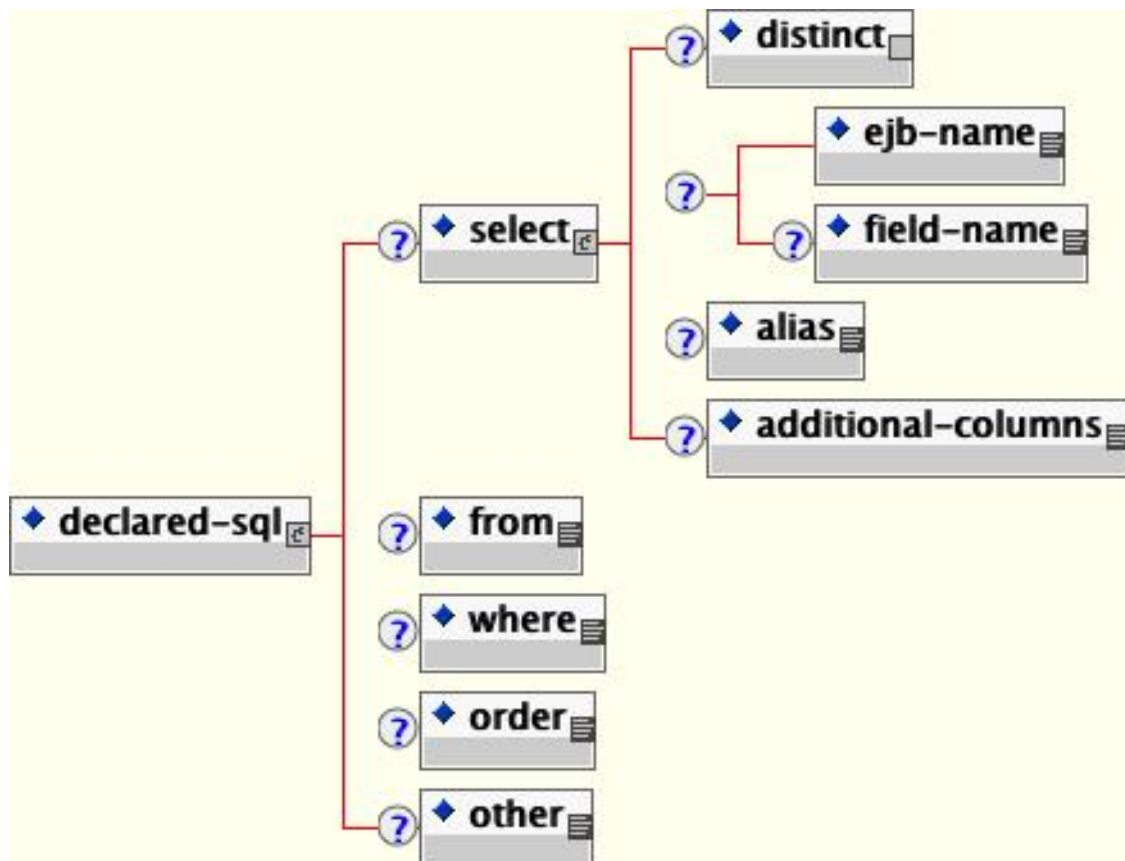 ? distinct
ejb-name
?
? select
? field-name
? alias
? additional-columns
declared-sql
? from
? where
? order
? other